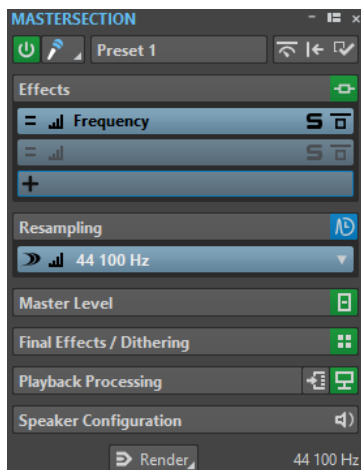 MASTERSECTION
Preset 1
Effects
Frequency S
S
Resampling
44 100 Hz
Master Level
Final Effects / Dithering
Playback Processing
Speaker Configuration
Render 44 100 Hz